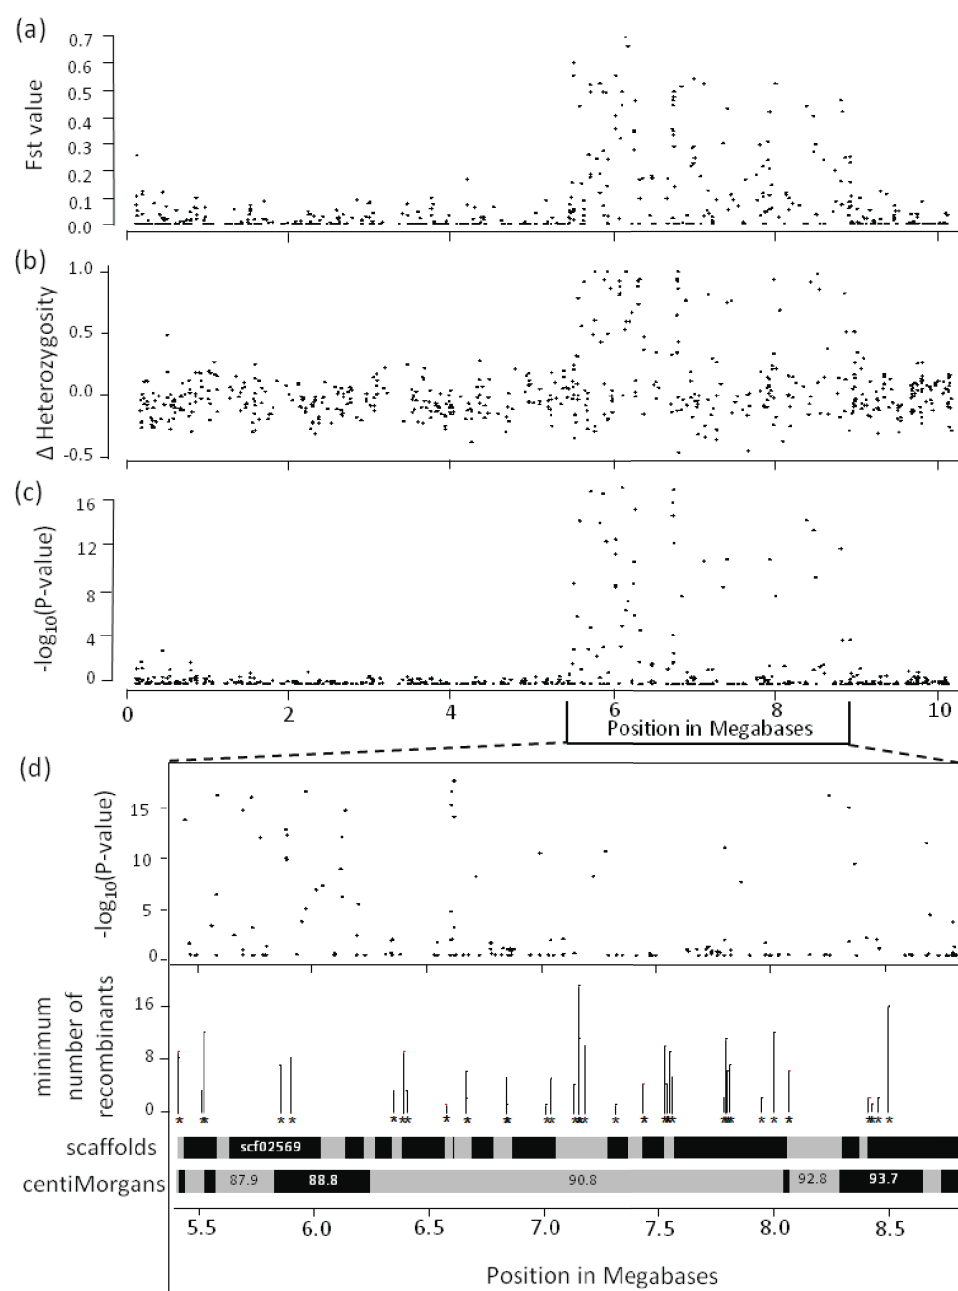 (a)
Fst value
0.7
0.6
0.5
0.4
0.3
0.2
0.1
0.0
(b)
Δ Heterozygosity
1.0
0.5
0.0
-0.5
(c)
-log10(P-value)
16
12
8
4
0
0 2 4 6 8 10
Position in Megabases
(d)
-log10(P-value)
15
10
5
0
minimum
number of
recombinants
16
8
0
* * * * * * * * * * * * * * * * * * * * * * * * * * * * * *
scaffolds scf02569
centiMorgans 87.9 88.8 90.8 92.8 93.7
5.5 6.0 6.5 7.0 7.5 8.0 8.5
Position in Megabases